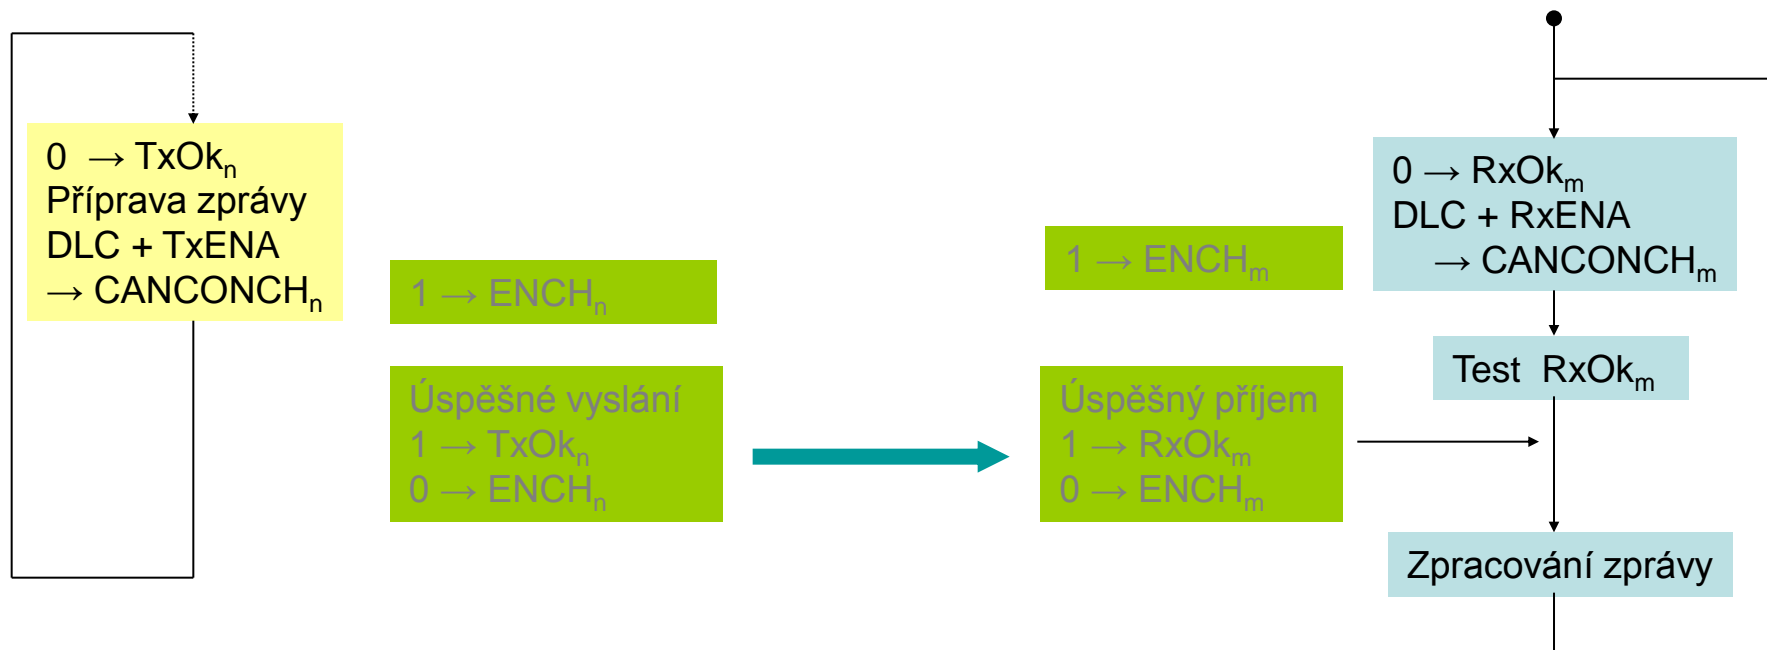 0 → TxOkₙ
Příprava zprávy
DLC + TxENA
→ CANCONCHₙ
1 → ENCHₙ
Úspěšné vyslání
1 → TxOkₙ
0 → ENCHₙ
1 → ENCHₘ
Úspěšný příjem
1 → RxOkₘ
0 → ENCHₘ
0 → RxOkₘ
DLC + RxENA
→ CANCONCHₘ
Test RxOkₘ
Zpracování zprávy